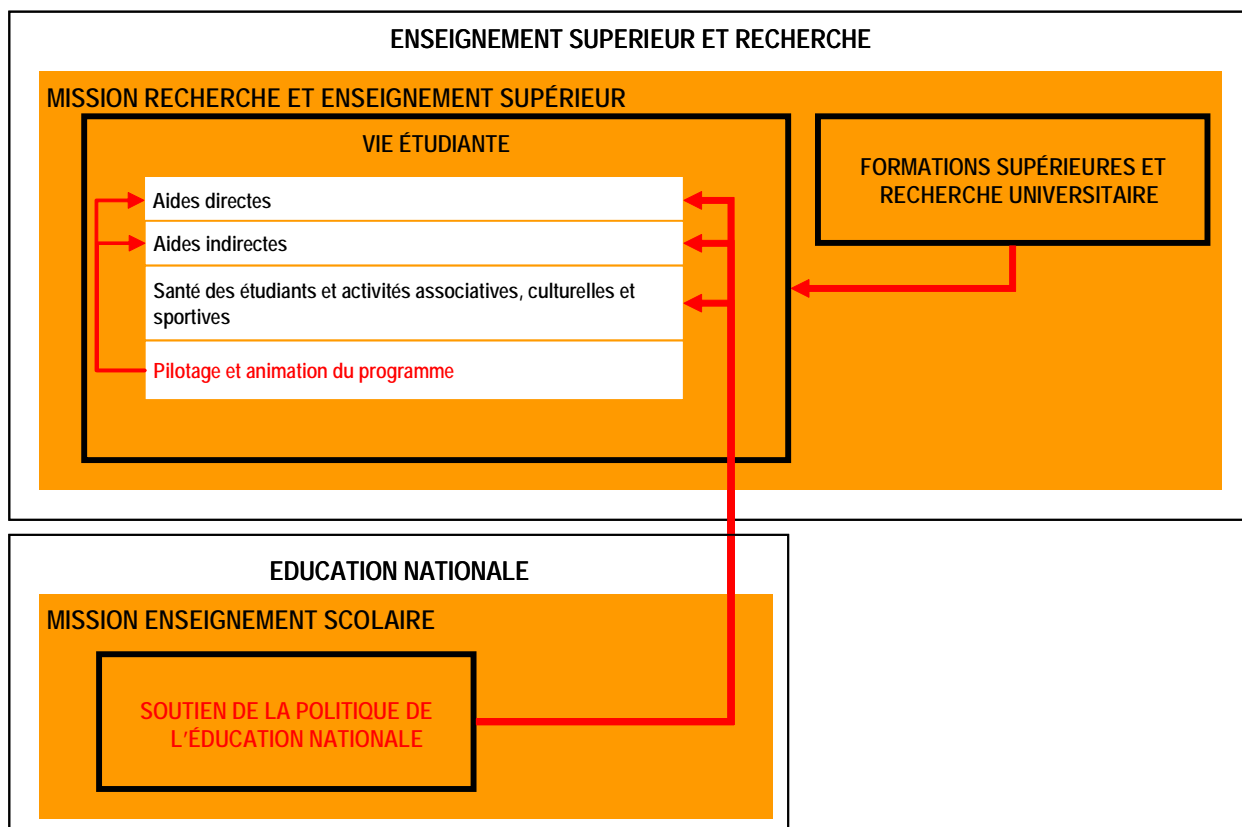 ENSEIGNEMENT SUPERIEUR ET RECHERCHE
MISSION RECHERCHE ET ENSEIGNEMENT SUPÉRIEUR
VIE ÉTUDIANTE
Aides directes
Aides indirectes
Santé des étudiants et activités associatives, culturelles et
sportives
Pilotage et animation du programme
FORMATIONS SUPÉRIEURES ET
RECHERCHE UNIVERSITAIRE
EDUCATION NATIONALE
MISSION ENSEIGNEMENT SCOLAIRE
SOUTIEN DE LA POLITIQUE DE
L'ÉDUCATION NATIONALE